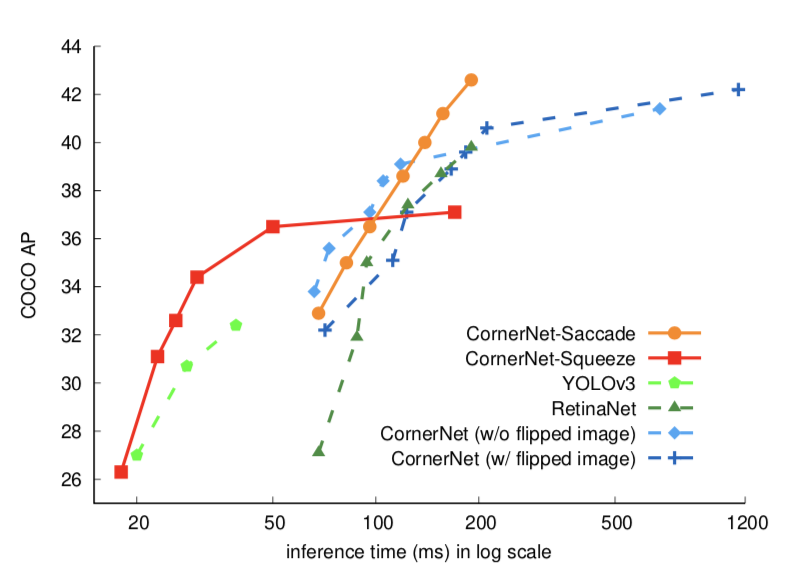 44
42
40
38
36
34
32
30
28
26
COCO AP
CornerNet-Saccade
CornerNet-Squeeze
YOLOv3
RetinaNet
CornerNet (w/o flipped image)
CornerNet (w/ flipped image)
20 50 100 200 500 1200
inference time (ms) in log scale